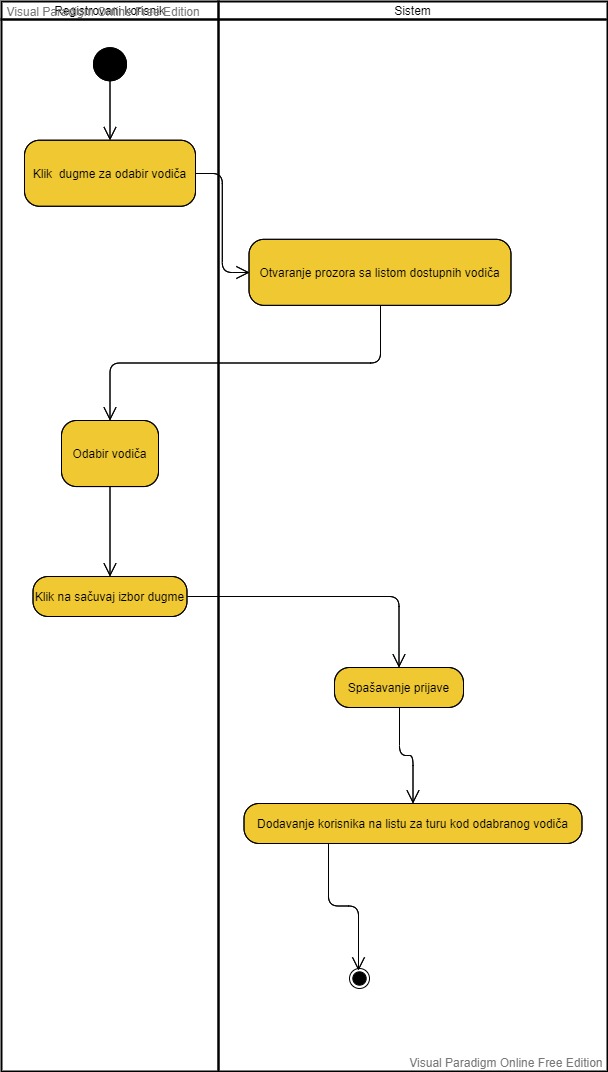 Registrovani korisnik
Visual Paradigm Online Free Edition
Sistem
Klik  dugme za odabir vodiča
Otvaranje prozora sa listom dostupnih vodiča
Odabir vodiča
Klik na sačuvaj izbor dugme
Spašavanje prijave
Dodavanje korisnika na listu za turu kod odabranog vodiča
Visual Paradigm Online Free Edition